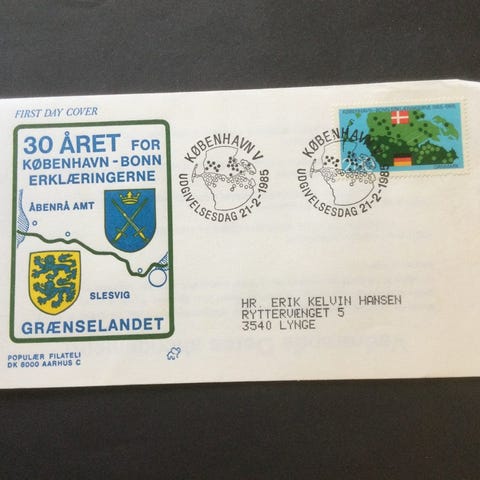 FIRST DAY COVER
30 ÅRET FOR
KØBENHAVN - BONN
ERKLÆRINGERNE
ÅBENRÅ AMT
SLESVIG
GRÆNSELANDET
POPULÆR FILATELI
DK 8000 AARHUS C
KØBENHAVN V
UDGIVELSESDAG 21-2-1985
KØBENHAVN V
UDGIVELSESDAG 21-2-1985
HR. ERIK KELVIN HANSEN
RYTTERVÆNGET 5
3540 LYNGE